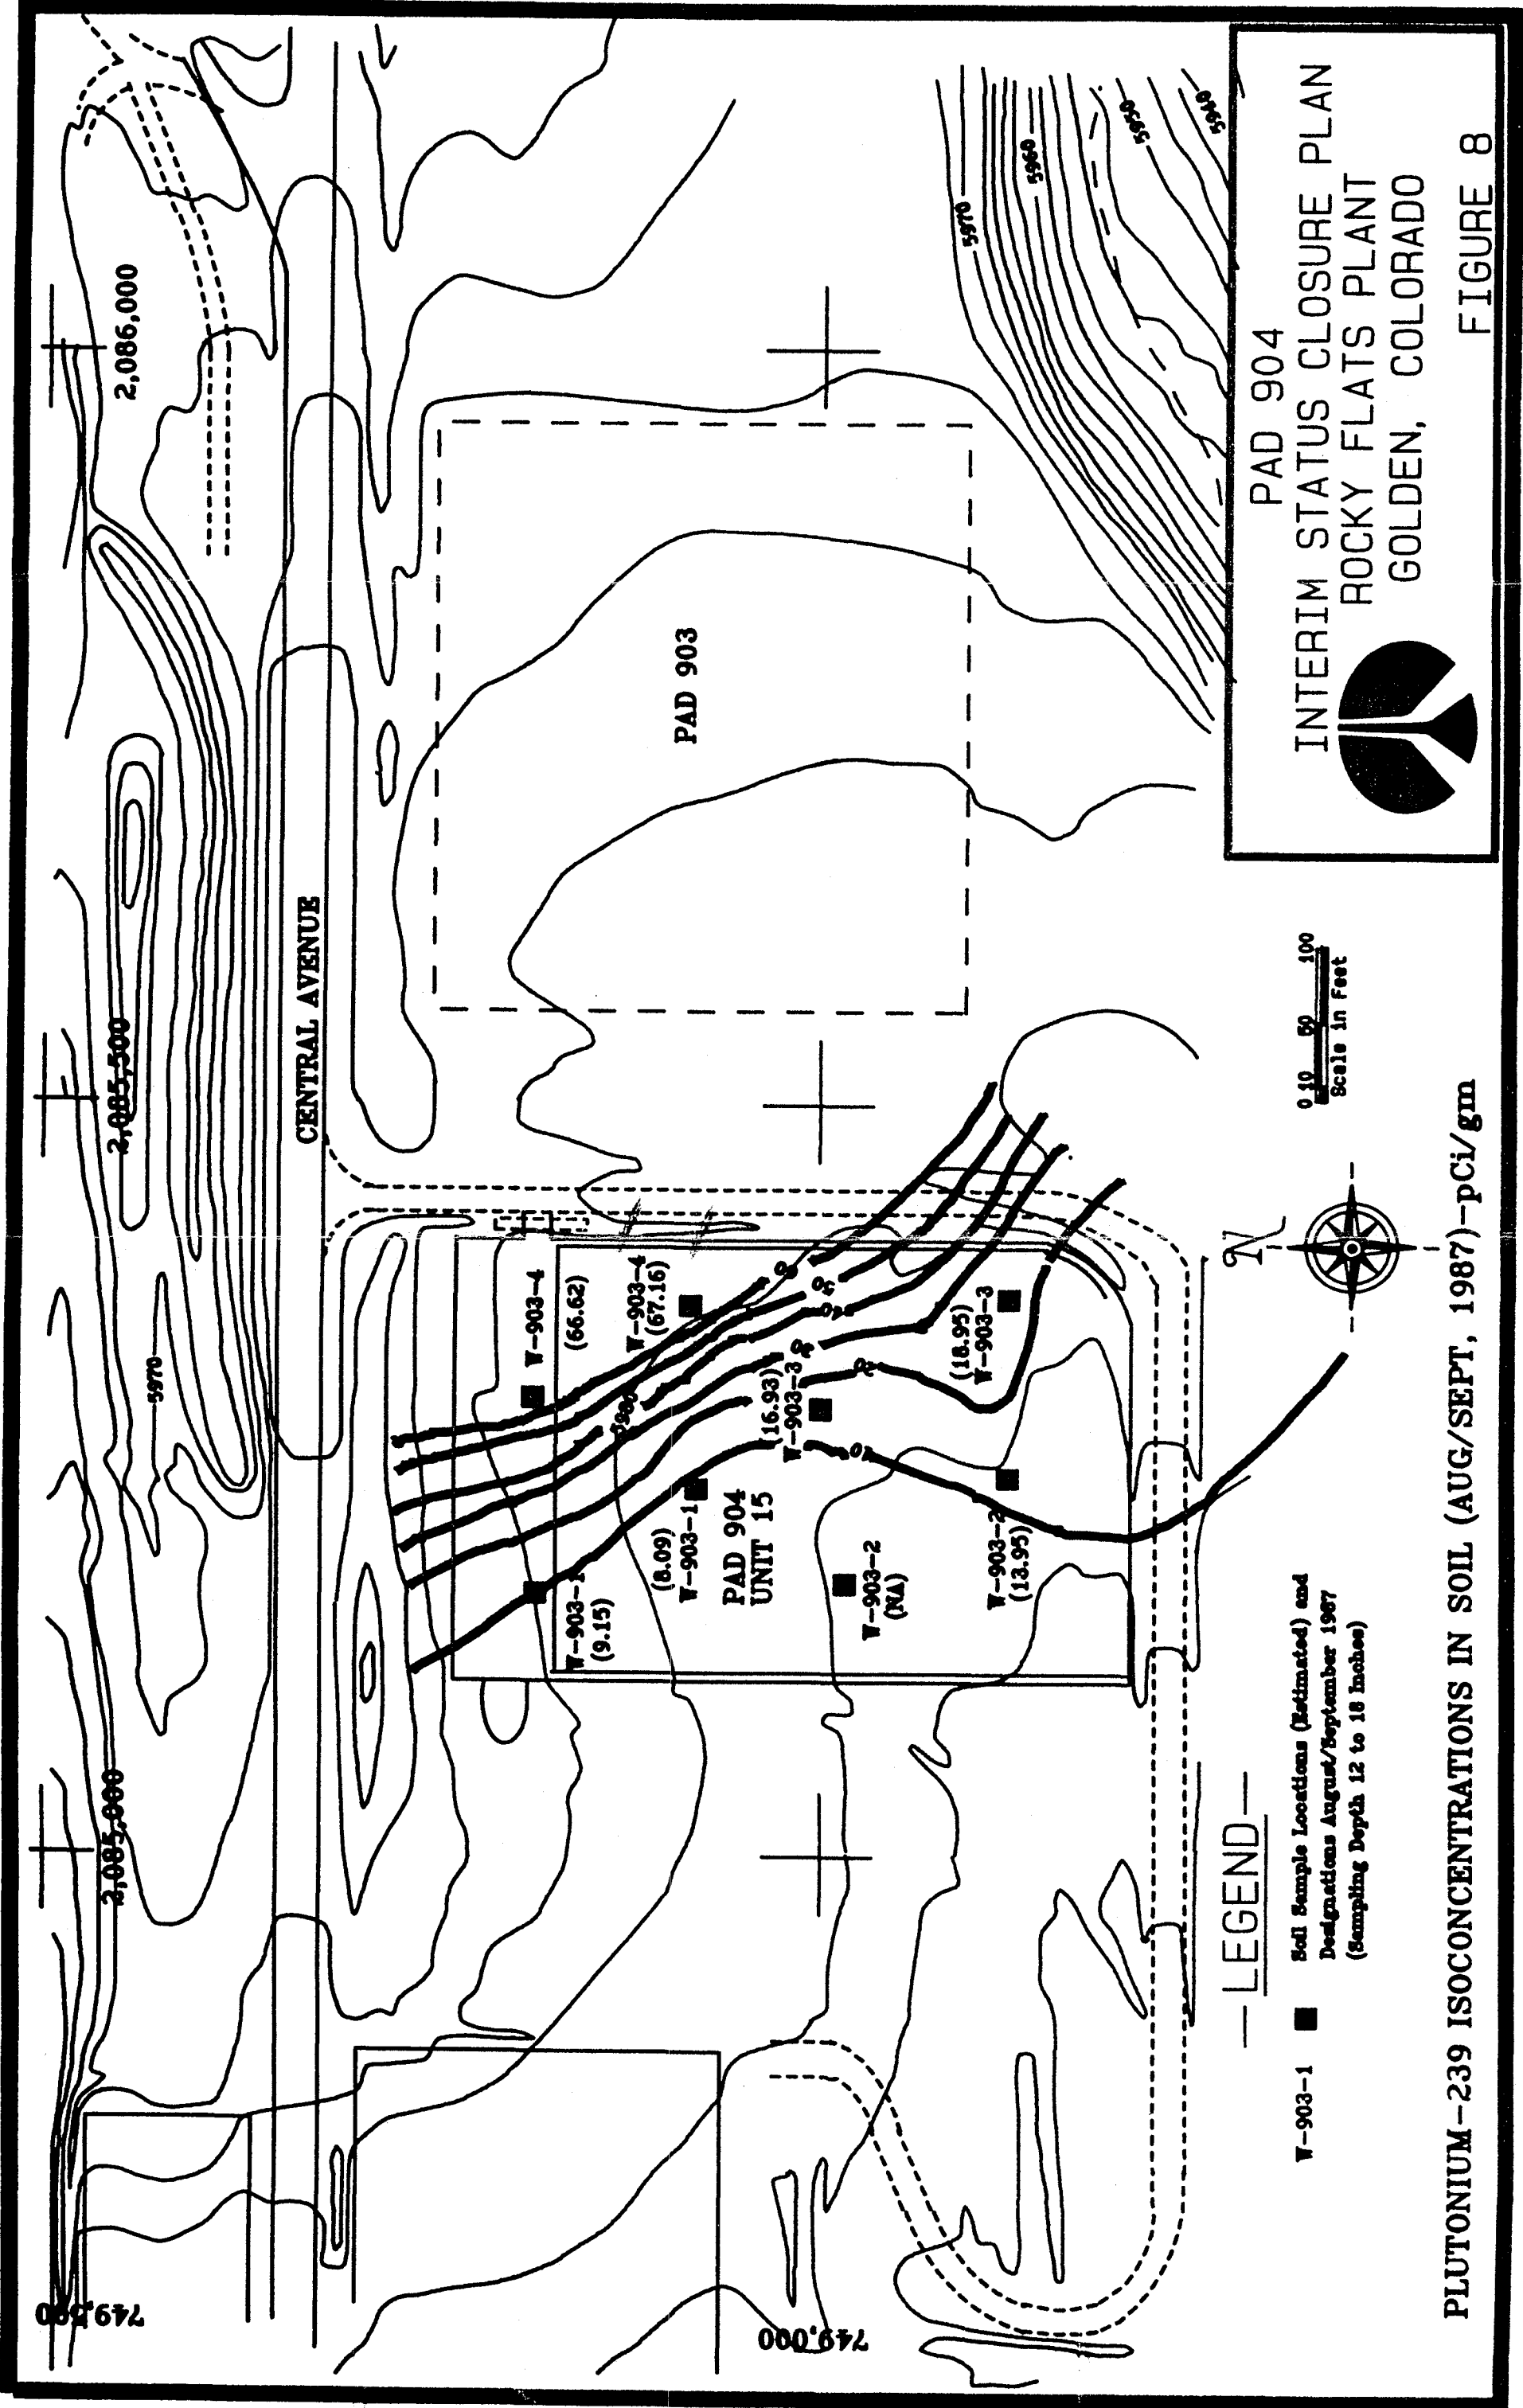 749,500
2,085,000
2,085,500
2,086,000
5970
CENTRAL AVENUE
749,000
W-903-4
(66.62)
W-903-4
(67.16)
5980
W-903-1
(9.15)
(8.09)
W-903-1
PAD 904
UNIT 15
(16.93)
W-903-3
W-903-2
(NA)
W-903-2
(13.95)
(18.95)
W-903-3
PAD 903
5970
5960
5950
5940
10
N
—LEGEND—
W-903-1
Soil Sample Locations (Estimated) and
Designations August/September 1987
(Sampling Depth 12 to 18 Inches)
0 10 50 100
Scale in Feet
PLUTONIUM-239 ISOCONCENTRATIONS IN SOIL (AUG/SEPT, 1987)-pCi/gm
PAD 904
INTERIM STATUS CLOSURE PLAN
ROCKY FLATS PLANT
GOLDEN, COLORADO
FIGURE 8